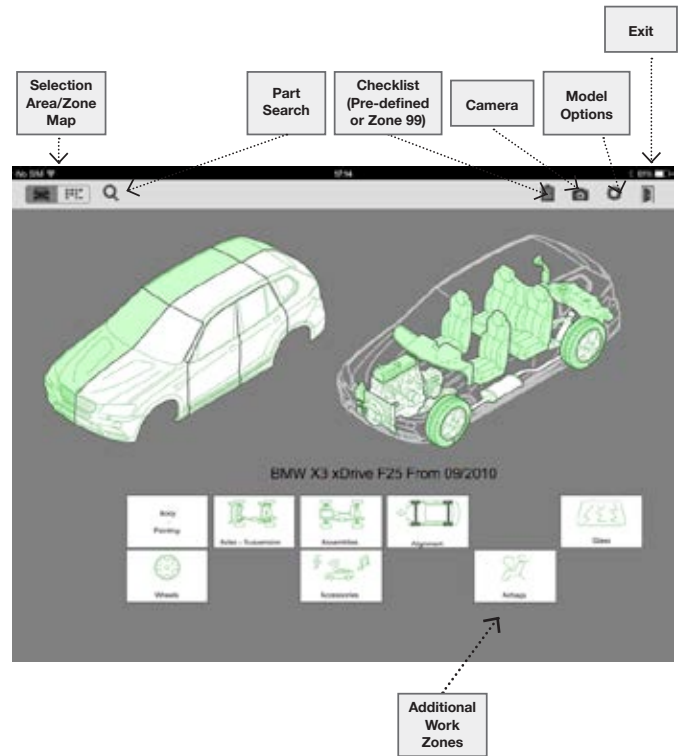 Exit
Selection
Area/Zone
Map
Part
Search
Checklist
(Pre-defined
or Zone 99)
Camera
Model
Options
No SIM
17:14
BMW X3 xDrive F25 From 09/2010
Body
Painting
Axles - Suspension
Assemblies
Alignment
Glass
Wheels
Accessories
Airbags
Additional
Work
Zones